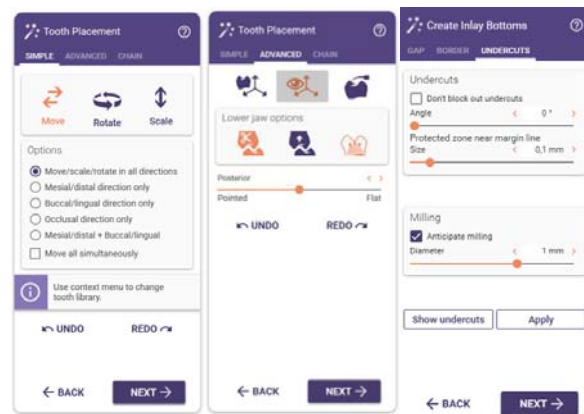 Tooth Placement
SIMPLE ADVANCED CHAIN
Move Rotate Scale
Options
Move/scale/rotate in all directions
Mesial/distal direction only
Buccal/lingual direction only
Occlusal direction only
Mesial/distal + Buccal/lingual
Move all simultaneously
Use context menu to change
tooth library.
UNDO REDO
BACK NEXT
Tooth Placement
SIMPLE ADVANCED CHAIN
Lower jaw options
Posterior
Pointed Flat
UNDO REDO
BACK NEXT
Create Inlay Bottoms
GAP BORDER UNDERCUTS
Undercuts
Don't block out undercuts
Angle 0 °
Protected zone near margin line
Size 0,1 mm
Milling
Anticipate milling
Diameter 1 mm
Show undercuts Apply
BACK NEXT